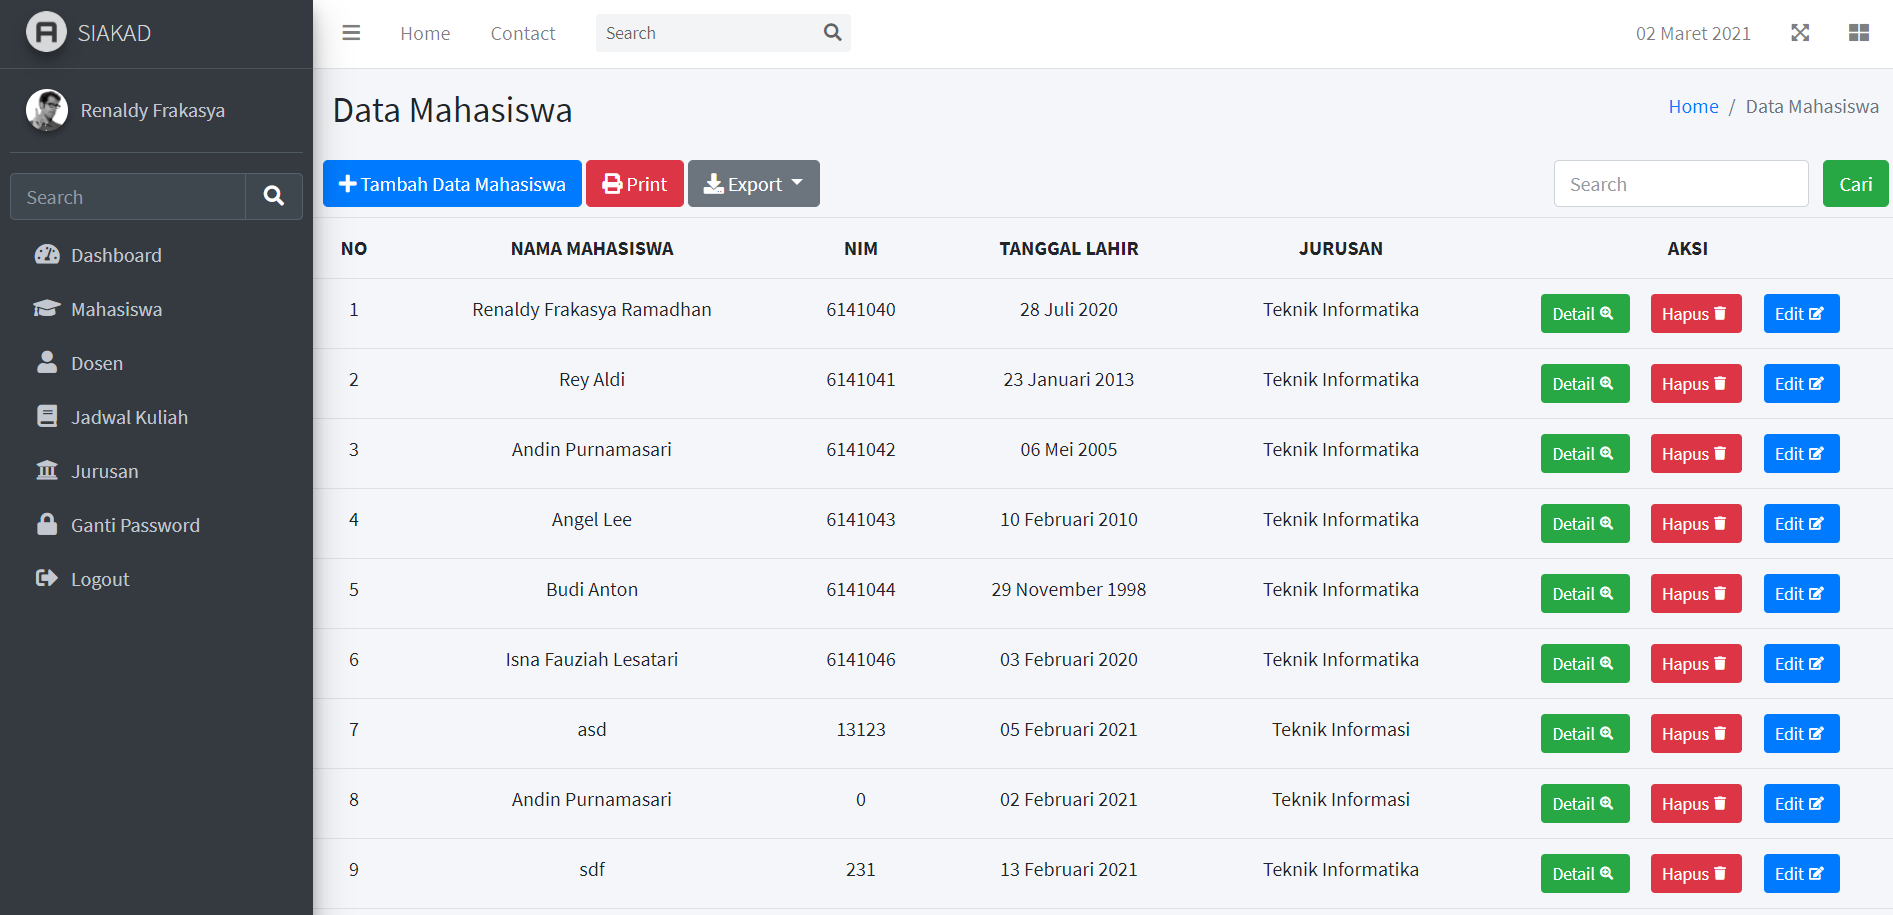 SIAKAD
Renaldy Frakasya
Search
Dashboard
Mahasiswa
Dosen
Jadwal Kuliah
Jurusan
Ganti Password
Logout
Home Contact Search 02 Maret 2021
Data Mahasiswa Home / Data Mahasiswa
Tambah Data Mahasiswa Print Export Search Cari
NO NAMA MAHASISWA NIM TANGGAL LAHIR JURUSAN AKSI
1 Renaldy Frakasya Ramadhan 6141040 28 Juli 2020 Teknik Informatika Detail Hapus Edit
2 Rey Aldi 6141041 23 Januari 2013 Teknik Informatika Detail Hapus Edit
3 Andin Purnamasari 6141042 06 Mei 2005 Teknik Informatika Detail Hapus Edit
4 Angel Lee 6141043 10 Februari 2010 Teknik Informatika Detail Hapus Edit
5 Budi Anton 6141044 29 November 1998 Teknik Informatika Detail Hapus Edit
6 Isna Fauziah Lesatari 6141046 03 Februari 2020 Teknik Informatika Detail Hapus Edit
7 asd 13123 05 Februari 2021 Teknik Informasi Detail Hapus Edit
8 Andin Purnamasari 0 02 Februari 2021 Teknik Informasi Detail Hapus Edit
9 sdf 231 13 Februari 2021 Teknik Informatika Detail Hapus Edit